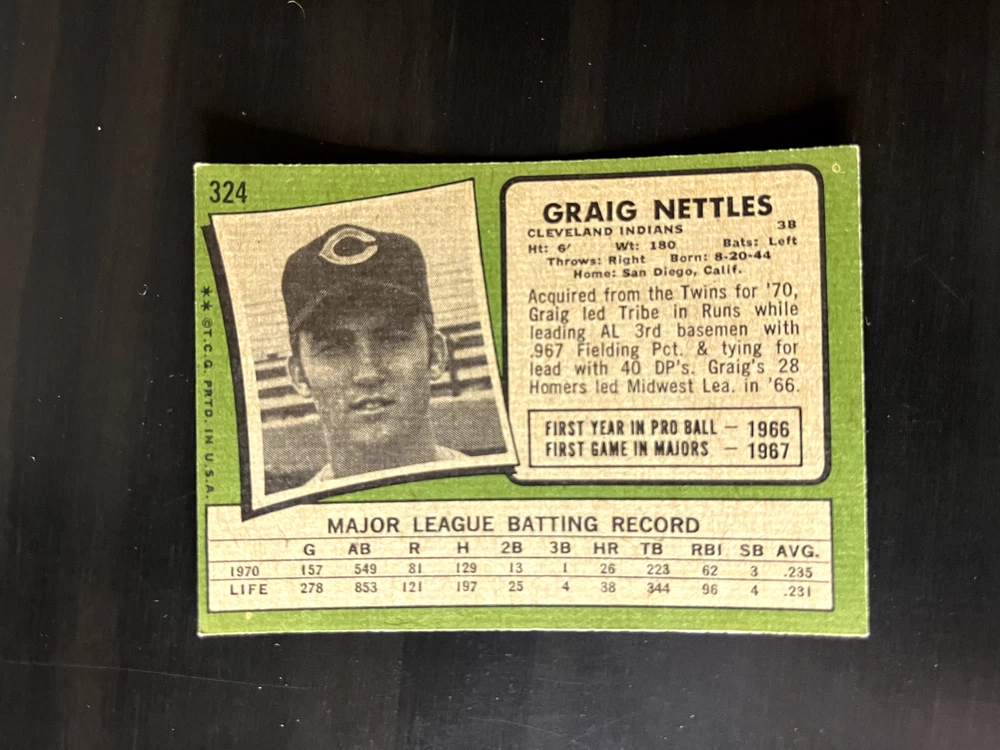 324
C
** ©T.C.G. PRTD. IN U.S.A.
GRAIG NETTLES
CLEVELAND INDIANS 3B
Ht: 6' Wt: 180 Bats: Left
Throws: Right Born: 8-20-44
Home: San Diego, Calif.
Acquired from the Twins for '70,
Graig led Tribe in Runs while
leading AL 3rd basemen with
.967 Fielding Pct. & tying for
lead with 40 DP's. Graig's 28
Homers led Midwest Lea. in '66.
FIRST YEAR IN PRO BALL — 1966
FIRST GAME IN MAJORS — 1967
MAJOR LEAGUE BATTING RECORD
G AB R H 2B 3B HR TB RBI SB AVG.
1970 157 549 81 129 13 1 26 223 62 3 .235
LIFE 278 853 121 197 25 4 38 344 96 4 .231